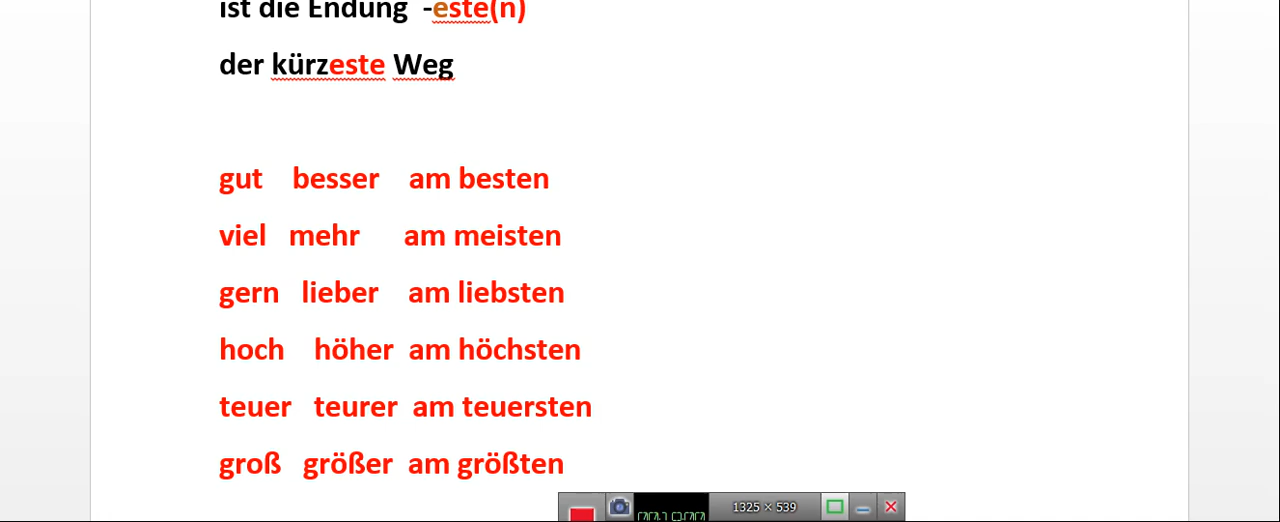 ist die Endung -este(n)
der kürzeste Weg
gut besser am besten
viel mehr am meisten
gern lieber am liebsten
hoch höher am höchsten
teuer teurer am teuersten
groß größer am größten
1325 × 539